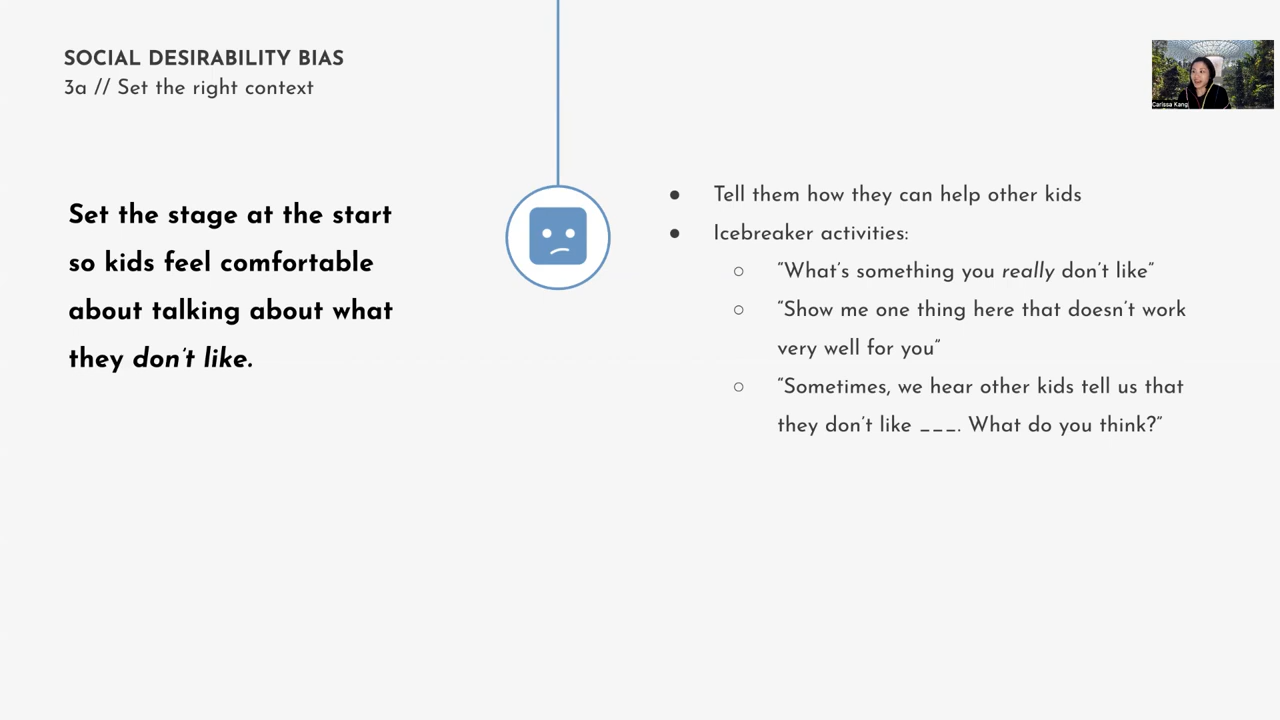 SOCIAL DESIRABILITY BIAS
3a // Set the right context
Carissa Kang
Set the stage at the start
so kids feel comfortable
about talking about what
they don't like.
● Tell them how they can help other kids
● Icebreaker activities:
○ “What's something you really don't like”
○ “Show me one thing here that doesn't work
very well for you”
○ “Sometimes, we hear other kids tell us that
they don't like ___. What do you think?”